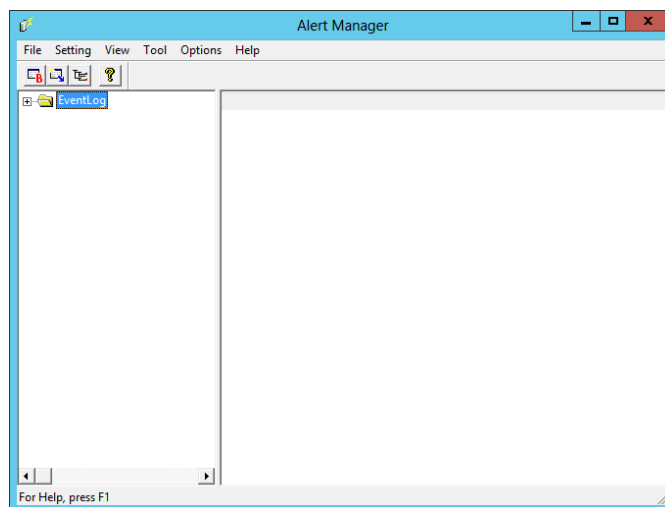 Alert Manager
File Setting View Tool Options Help
EventLog
For Help, press F1